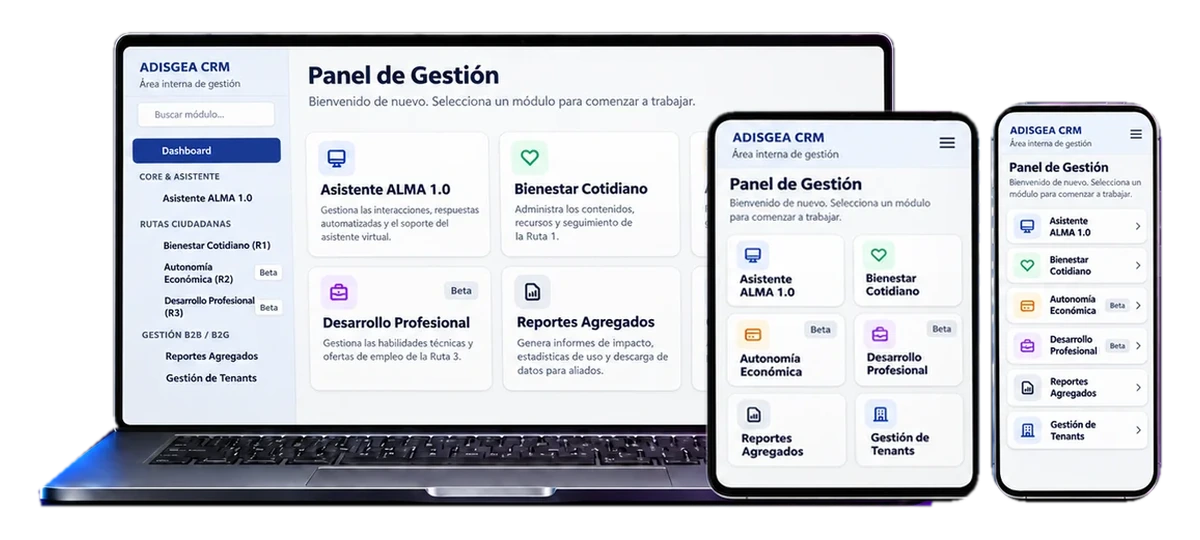 ADISGEA CRM
Área interna de gestión
Buscar módulo...
Dashboard
CORE & ASISTENTE
Asistente ALMA 1.0
RUTAS CIUDADANAS
Bienestar Cotidiano (R1)
Autonomía
Económica (R2)
Beta
Desarrollo Profesional
(R3)
Beta
GESTIÓN B2B / B2G
Reportes Agregados
Gestión de Tenants
Panel de Gestión
Bienvenido de nuevo. Selecciona un módulo para comenzar a trabajar.
Asistente ALMA 1.0
Gestiona las interacciones, respuestas
automatizadas y el soporte del
asistente virtual.
Bienestar Cotidiano
Administra los contenidos,
recursos y seguimiento de
la Ruta 1.
Beta
Desarrollo Profesional
Gestiona las habilidades técnicas y
ofertas de empleo de la Ruta 3.
Reportes Agregados
Genera informes de impacto,
estadísticas de uso y descarga de
datos para aliados.
ADISGEA CRM
Área interna de gestión
Panel de Gestión
Bienvenido de nuevo. Selecciona un módulo
para comenzar a trabajar.
Asistente
ALMA 1.0
Bienestar
Cotidiano
Beta
Autonomía
Económica
Beta
Desarrollo
Profesional
Reportes
Agregados
Gestión de
Tenants
ADISGEA CRM
Área interna de gestión
Panel de Gestión
Bienvenido de nuevo. Selecciona un
módulo para comenzar a trabajar.
Asistente
ALMA 1.0
Bienestar
Cotidiano
Autonomía
Económica
Beta
Desarrollo
Profesional
Beta
Reportes
Agregados
Gestión de
Tenants